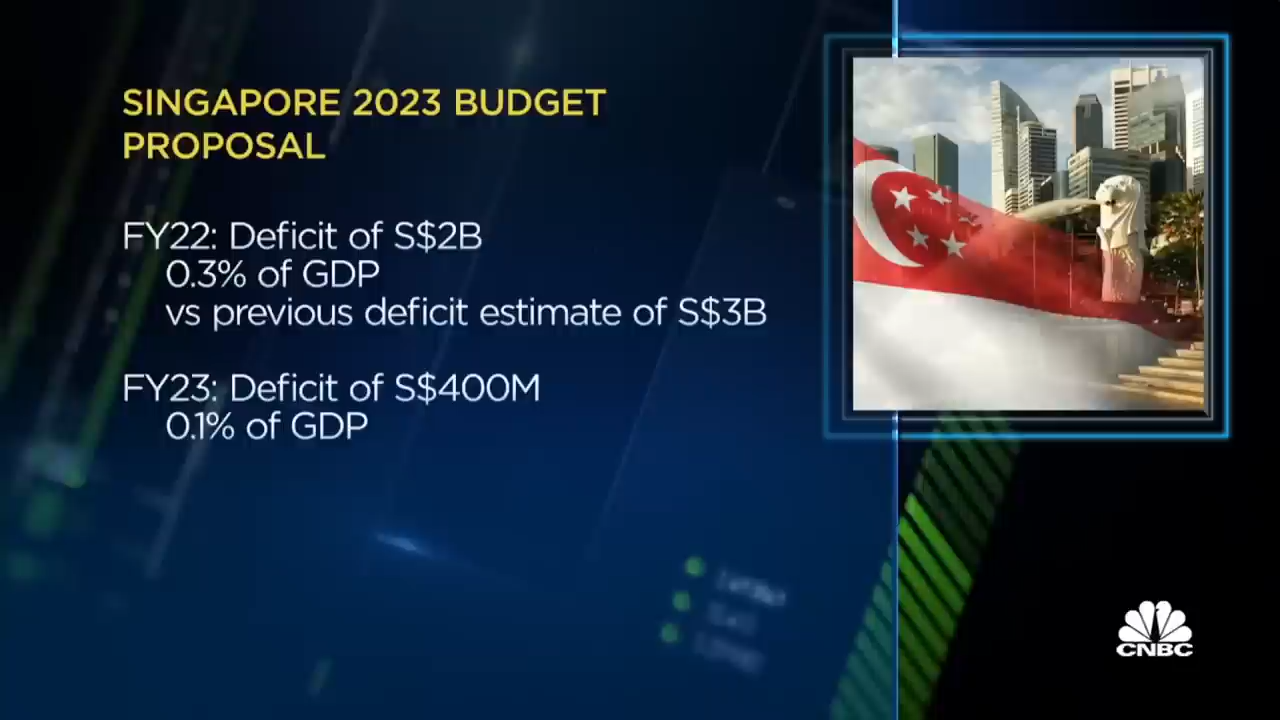 SINGAPORE 2023 BUDGET
PROPOSAL
FY22: Deficit of S$2B
0.3% of GDP
vs previous deficit estimate of S$3B
FY23: Deficit of S$400M
0.1% of GDP
CNBC